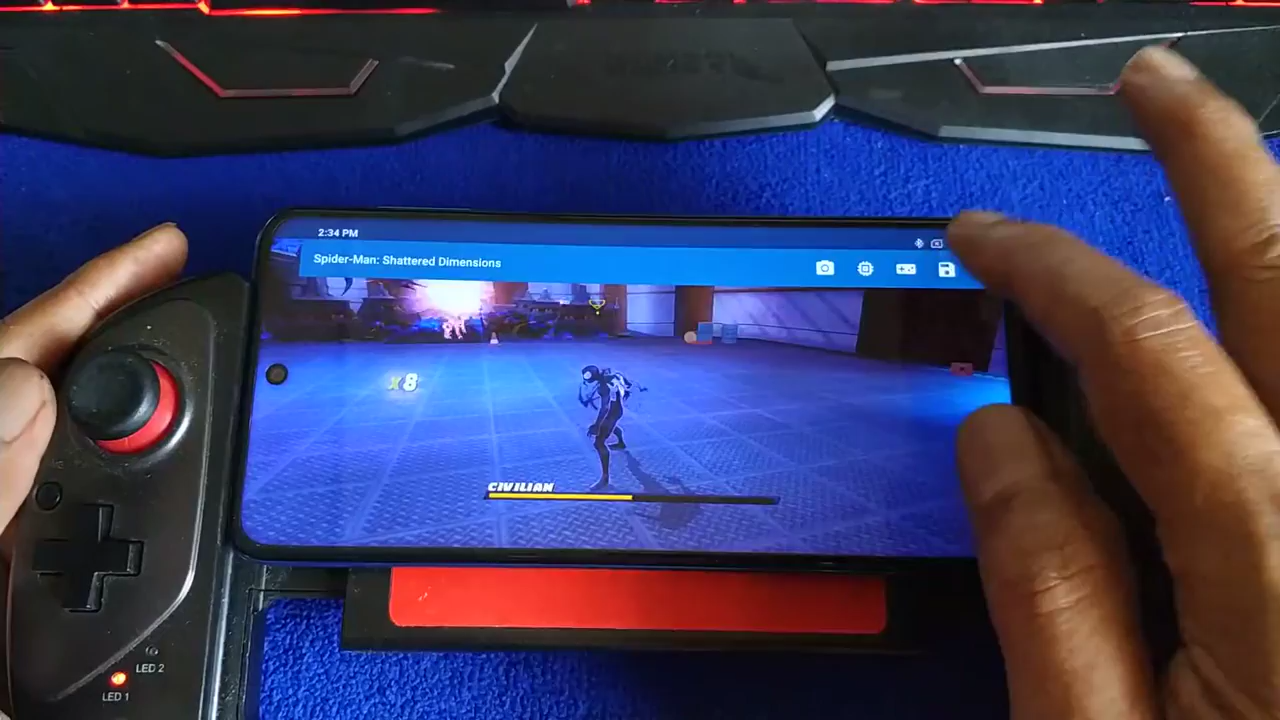 2:34 PM
Spider-Man: Shattered Dimensions
x8
CIVILIAN
LED 2
LED 1